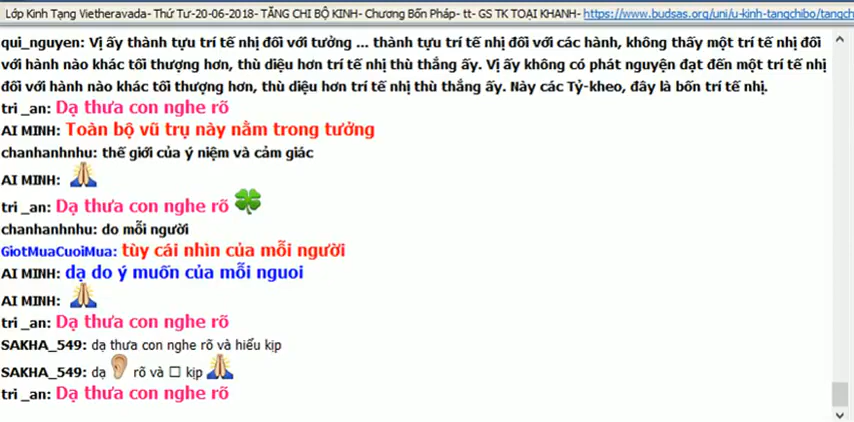 Lớp Kinh Tạng Vietheravada- Thứ Tư-20-06-2018- TĂNG CHI BỘ KINH- Chương Bốn Pháp- tt- GS TK TOẠI KHANH- https://www.budsas.org/uni/u-kinh-tangchibo/tangch
qui_nguyen: Vị ấy thành tựu trí tế nhị đối với tưởng ... thành tựu trí tế nhị đối với các hành, không thấy một trí tế nhị đối
với hành nào khác tối thượng hơn, thù diệu hơn trí tế nhị thù thắng ấy. Vị ấy không có phát nguyện đạt đến một trí tế nhị
đối với hành nào khác tối thượng hơn, thù diệu hơn trí tế nhị thù thắng ấy. Này các Tỷ-kheo, đây là bốn trí tế nhị.
tri _an: Dạ thưa con nghe rõ
AI MINH: Toàn bộ vũ trụ này nằm trong tưởng
chanhanhnhu: thế giới của ý niệm và cảm giác
AI MINH: 🙏
tri _an: Dạ thưa con nghe rõ 🍀
chanhanhnhu: do mỗi người
GiotMuaCuoiMua: tùy cái nhìn của mỗi người
AI MINH: dạ do ý muốn của mỗi nguoi
AI MINH: 🙏
tri _an: Dạ thưa con nghe rõ
SAKHA_549: dạ thưa con nghe rõ và hiểu kịp
SAKHA_549: dạ 👂 rõ và □ kịp 🙏
tri _an: Dạ thưa con nghe rõ